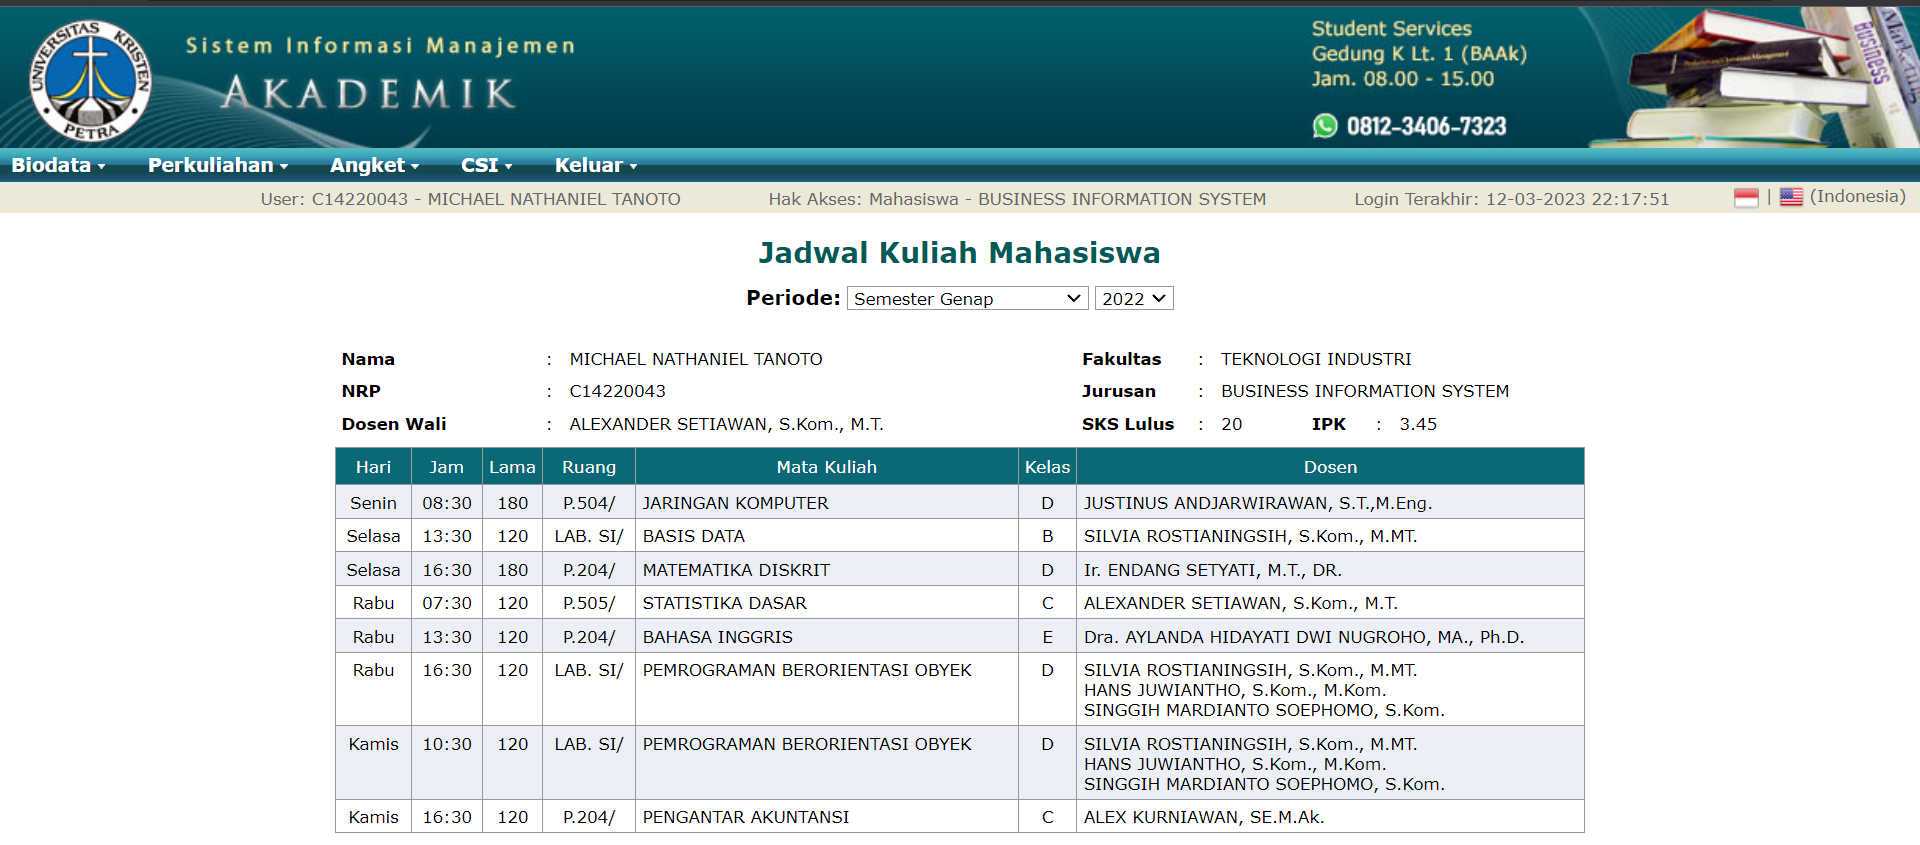 UNIVERSITAS KRISTEN PETRA
Sistem Informasi Manajemen
AKADEMIK
Student Services
Gedung K Lt. 1 (BAAk)
Jam. 08.00 - 15.00
0812-3406-7323
Business
Biodata Perkuliahan Angket CSI Keluar
User: C14220043 - MICHAEL NATHANIEL TANOTO Hak Akses: Mahasiswa - BUSINESS INFORMATION SYSTEM Login Terakhir: 12-03-2023 22:17:51 | (Indonesia)
Jadwal Kuliah Mahasiswa
Periode: Semester Genap 2022
Nama : MICHAEL NATHANIEL TANOTO Fakultas : TEKNOLOGI INDUSTRI
NRP : C14220043 Jurusan : BUSINESS INFORMATION SYSTEM
Dosen Wali : ALEXANDER SETIAWAN, S.Kom., M.T. SKS Lulus : 20 IPK : 3.45
Hari Jam Lama Ruang Mata Kuliah Kelas Dosen
Senin 08:30 180 P.504/ JARINGAN KOMPUTER D JUSTINUS ANDJARWIRAWAN, S.T.,M.Eng.
Selasa 13:30 120 LAB. SI/ BASIS DATA B SILVIA ROSTIANINGSIH, S.Kom., M.MT.
Selasa 16:30 180 P.204/ MATEMATIKA DISKRIT D Ir. ENDANG SETYATI, M.T., DR.
Rabu 07:30 120 P.505/ STATISTIKA DASAR C ALEXANDER SETIAWAN, S.Kom., M.T.
Rabu 13:30 120 P.204/ BAHASA INGGRIS E Dra. AYLANDA HIDAYATI DWI NUGROHO, MA., Ph.D.
Rabu 16:30 120 LAB. SI/ PEMROGRAMAN BERORIENTASI OBYEK D SILVIA ROSTIANINGSIH, S.Kom., M.MT.
HANS JUWIANTHO, S.Kom., M.Kom.
SINGGIH MARDIANTO SOEPHOMO, S.Kom.
Kamis 10:30 120 LAB. SI/ PEMROGRAMAN BERORIENTASI OBYEK D SILVIA ROSTIANINGSIH, S.Kom., M.MT.
HANS JUWIANTHO, S.Kom., M.Kom.
SINGGIH MARDIANTO SOEPHOMO, S.Kom.
Kamis 16:30 120 P.204/ PENGANTAR AKUNTANSI C ALEX KURNIAWAN, SE.M.Ak.